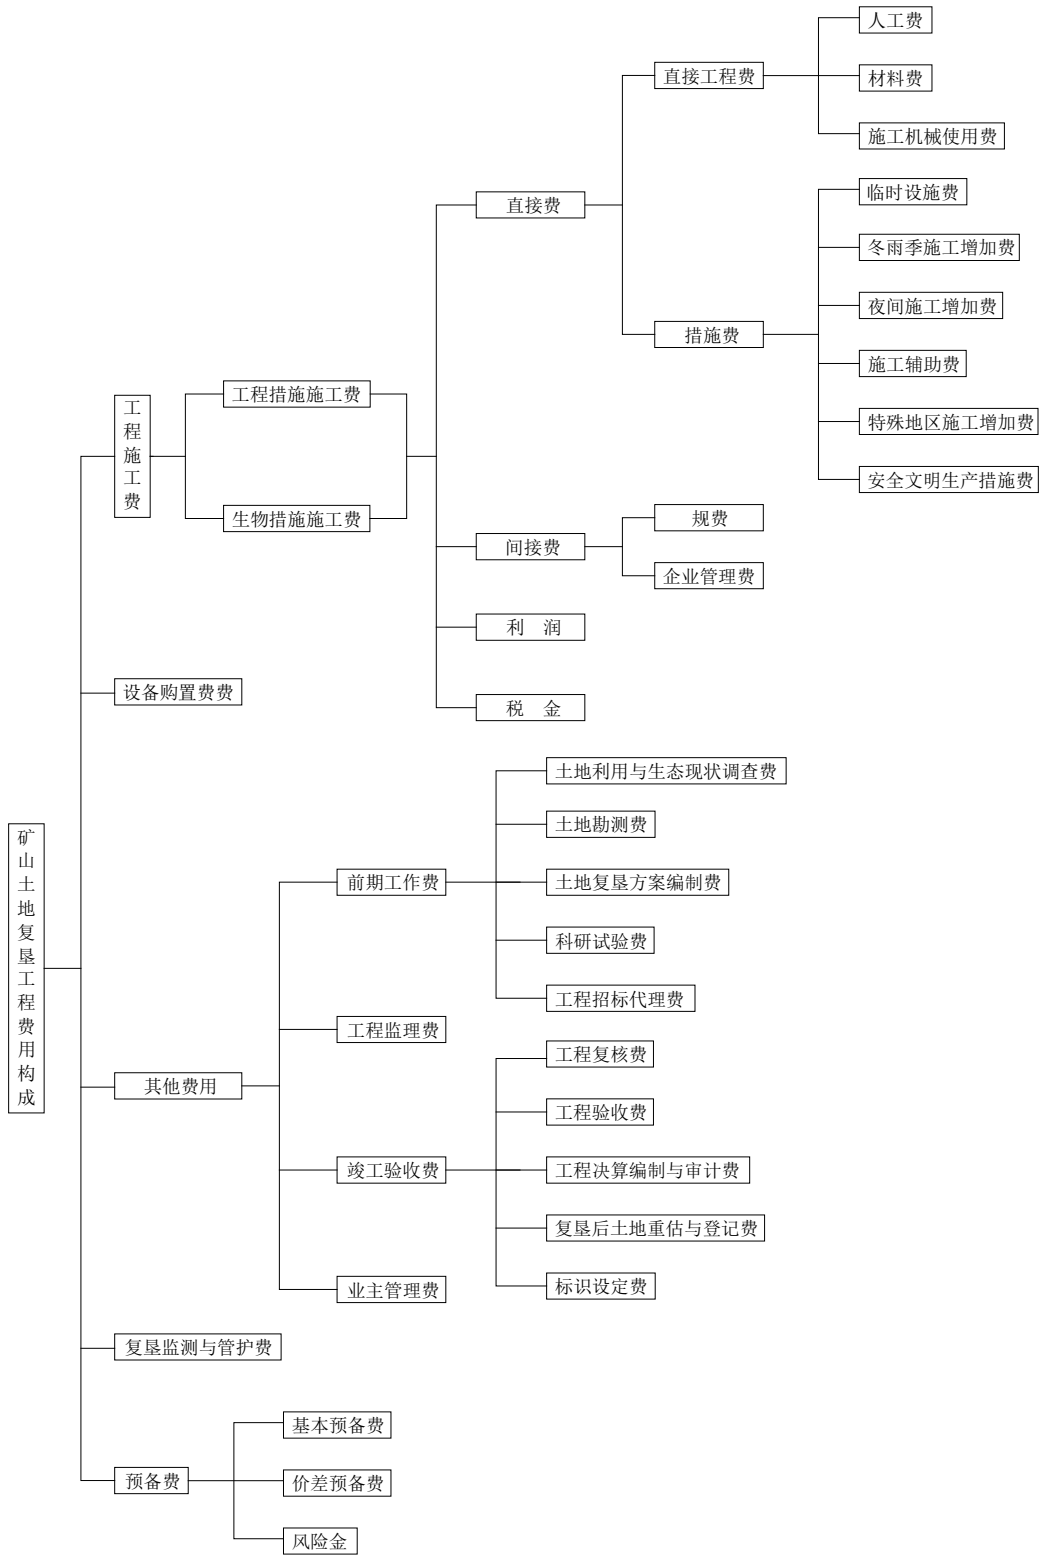 矿山土地复垦工程费用构成
工程施工费
工程措施施工费
生物措施施工费
直接费
直接工程费
人工费
材料费
施工机械使用费
措施费
临时设施费
冬雨季施工增加费
夜间施工增加费
施工辅助费
特殊地区施工增加费
安全文明生产措施费
间接费
规费
企业管理费
利 润
税 金
设备购置费费
其他费用
前期工作费
土地利用与生态现状调查费
土地勘测费
土地复垦方案编制费
科研试验费
工程招标代理费
工程监理费
竣工验收费
工程复核费
工程验收费
工程决算编制与审计费
复垦后土地重估与登记费
标识设定费
业主管理费
复垦监测与管护费
预备费
基本预备费
价差预备费
风险金